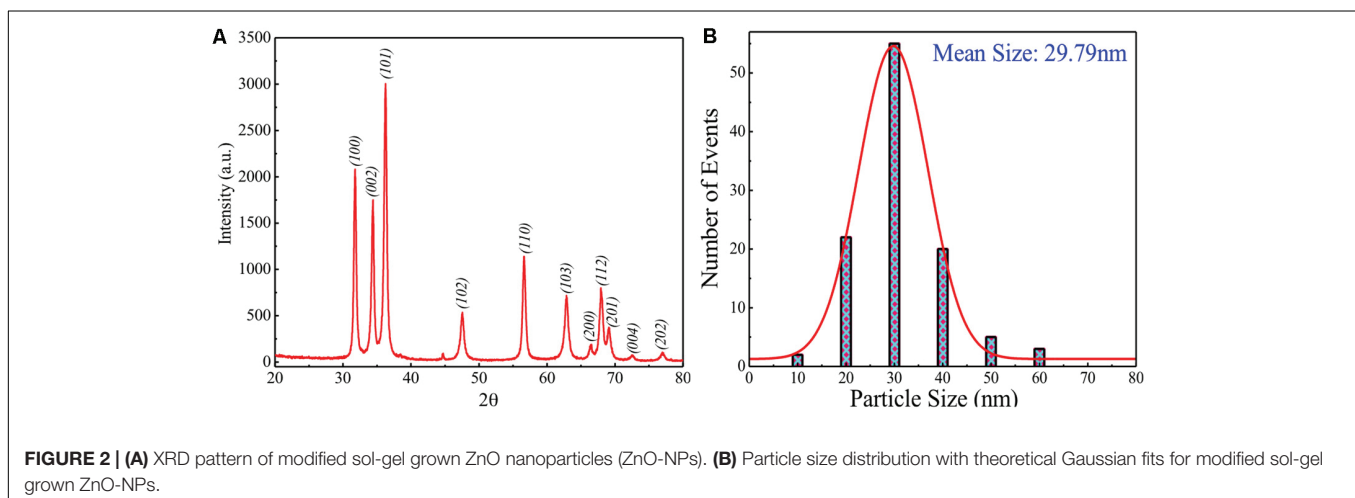 A
3500
3000
2500
2000
1500
1000
500
0
Intensity (a.u.)
(100)
(002)
(101)
(102)
(110)
(103)
(200)
(112)
(201)
(004)
(202)
20 30 40 50 60 70 80
2θ
B
Mean Size: 29.79nm
50
40
30
20
10
0
Number of Events
0 10 20 30 40 50 60 70 80
Particle Size (nm)
FIGURE 2 | (A) XRD pattern of modified sol-gel grown ZnO nanoparticles (ZnO-NPs). (B) Particle size distribution with theoretical Gaussian fits for modified sol-gel
grown ZnO-NPs.